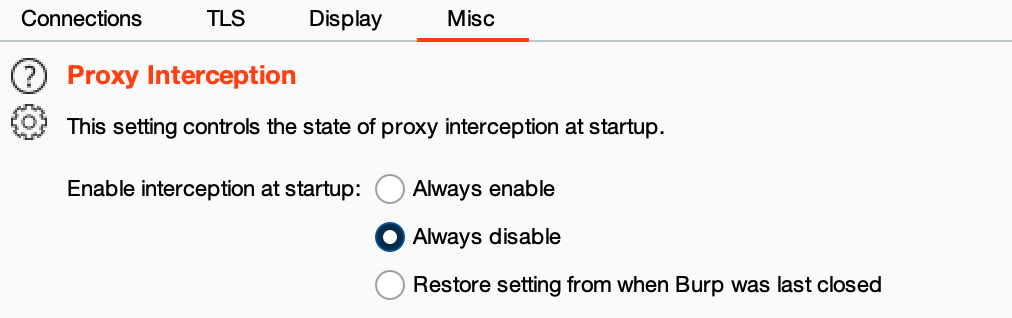 Connections TLS Display Misc
? Proxy Interception
This setting controls the state of proxy interception at startup.
Enable interception at startup: Always enable
Always disable
Restore setting from when Burp was last closed